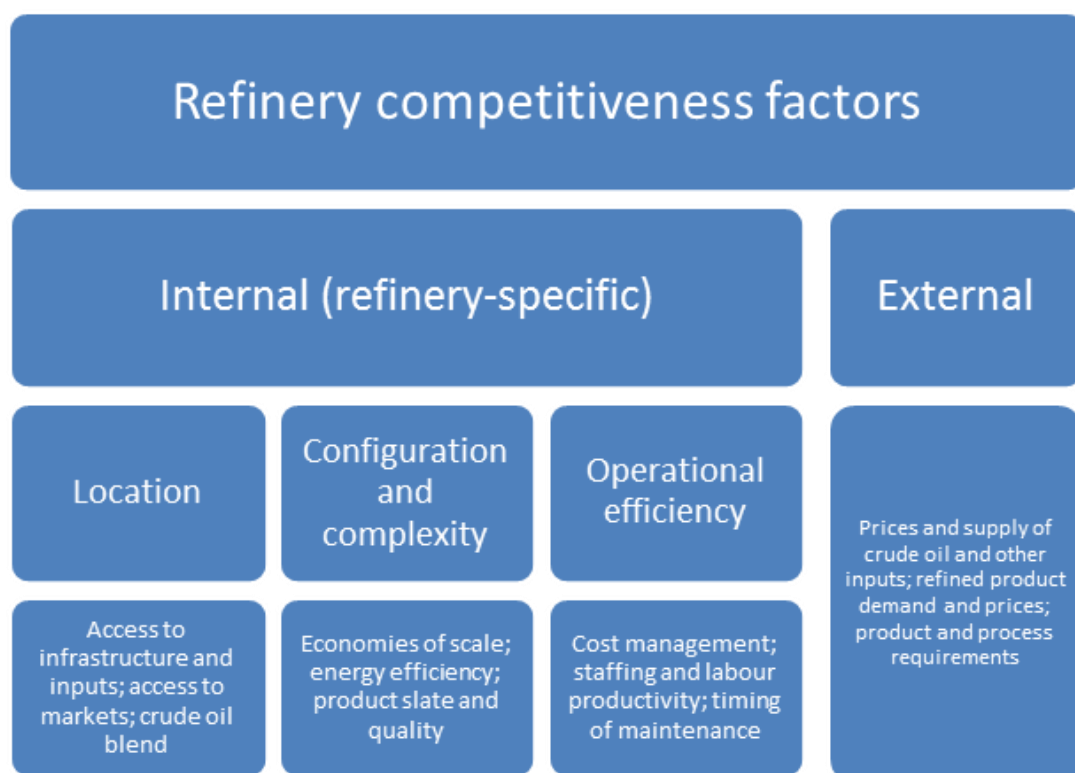 Refinery competitiveness factors
Internal (refinery-specific)
External
Location
Configuration
and
complexity
Operational
efficiency
Access to
infrastructure and
inputs; access to
markets; crude oil
blend
Economies of scale;
energy efficiency;
product slate and
quality
Cost management;
staffing and labour
productivity; timing
of maintenance
Prices and supply of
crude oil and other
inputs; refined product
demand and prices;
product and process
requirements